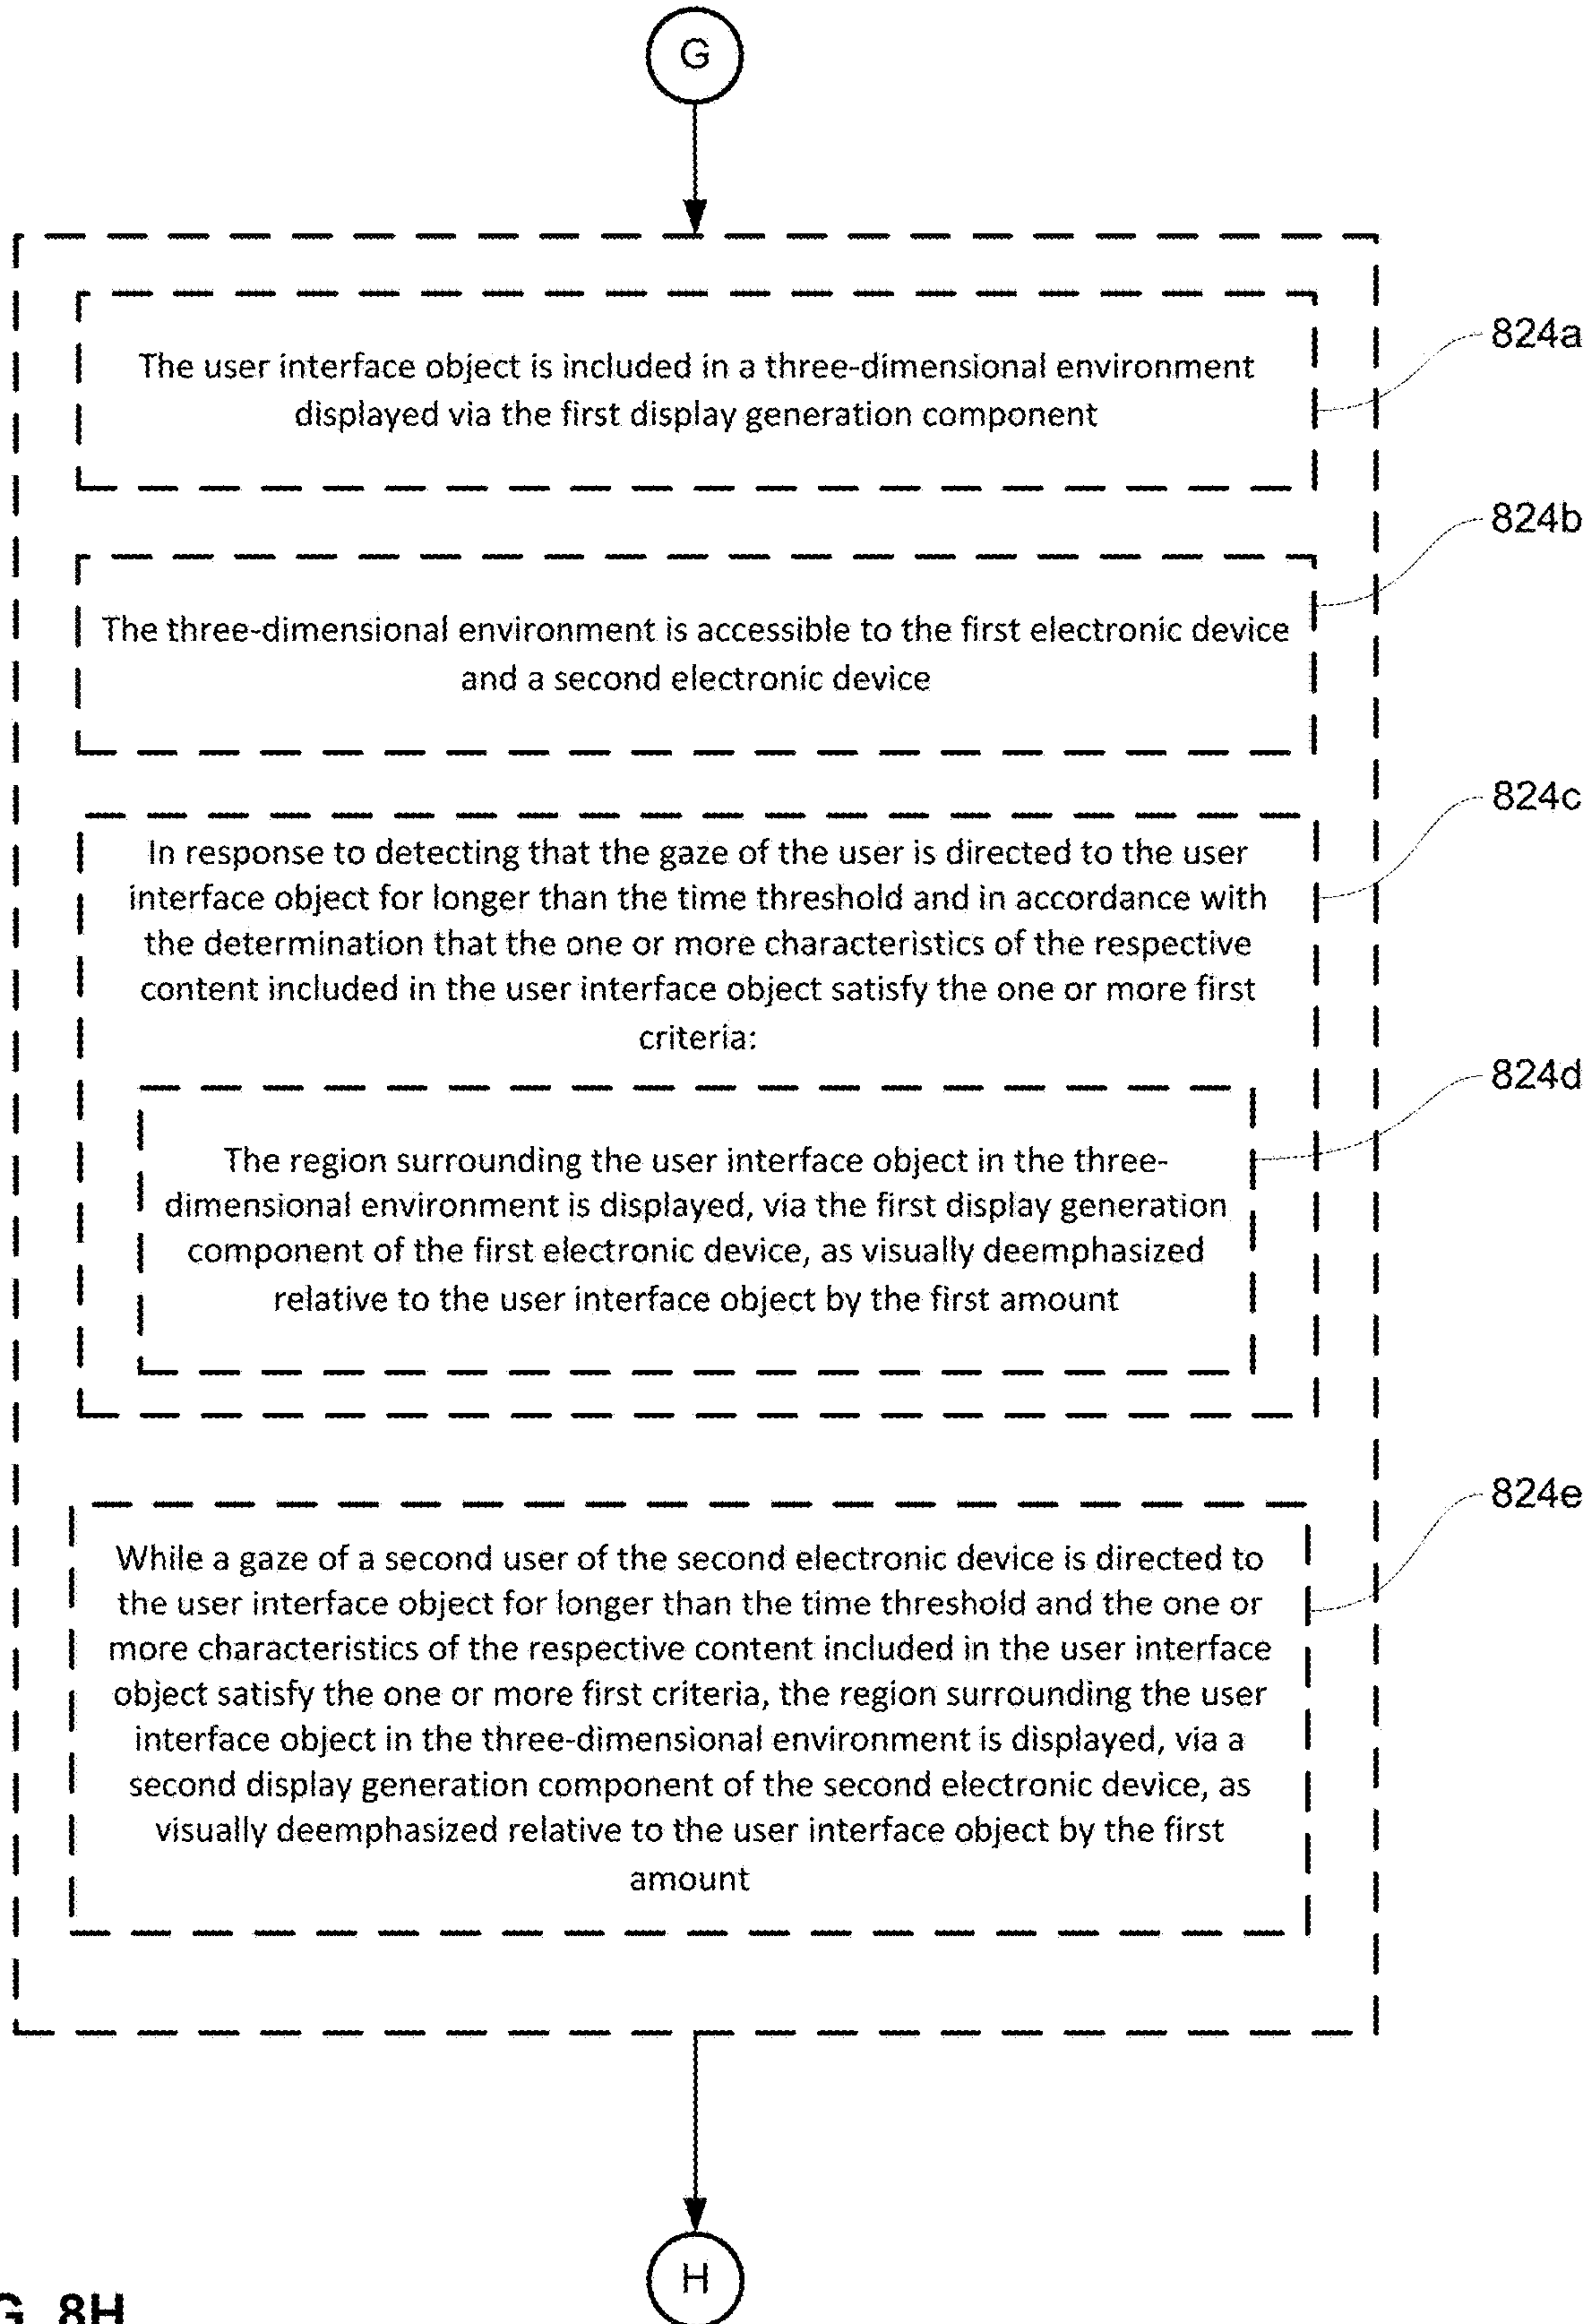 G
The user interface object is included in a three-dimensional environment
displayed via the first display generation component
824a
The three-dimensional environment is accessible to the first electronic device
and a second electronic device
824b
In response to detecting that the gaze of the user is directed to the user
interface object for longer than the time threshold and in accordance with
the determination that the one or more characteristics of the respective
content included in the user interface object satisfy the one or more first
criteria:
824c
The region surrounding the user interface object in the three-
dimensional environment is displayed, via the first display generation
component of the first electronic device, as visually deemphasized
relative to the user interface object by the first amount
824d
While a gaze of a second user of the second electronic device is directed to
the user interface object for longer than the time threshold and the one or
more characteristics of the respective content included in the user interface
object satisfy the one or more first criteria, the region surrounding the user
interface object in the three-dimensional environment is displayed, via a
second display generation component of the second electronic device, as
visually deemphasized relative to the user interface object by the first
amount
824e
H
G. 8H